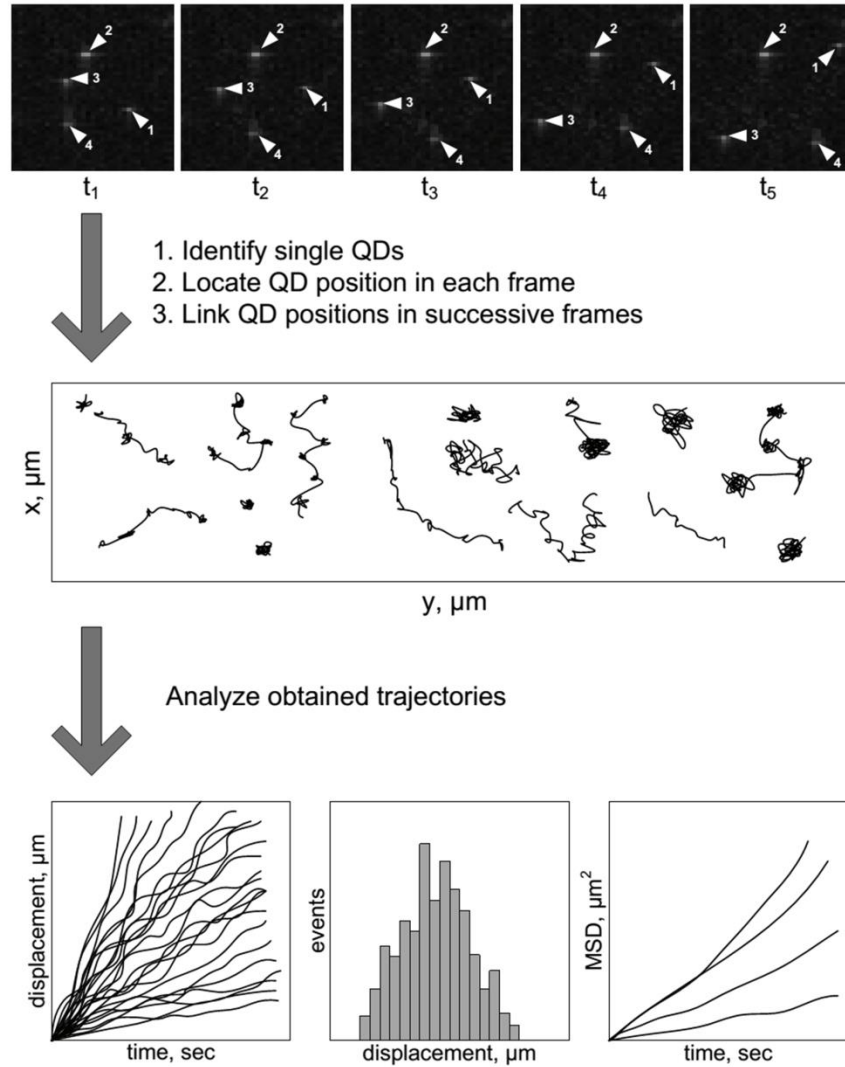 2 2 2 2 2
3 3 3 3 3
1 1 1 1 1
4 4 4 4 4
t₁ t₂ t₃ t₄ t₅
1. Identify single QDs
2. Locate QD position in each frame
3. Link QD positions in successive frames
x, μm
y, μm
Analyze obtained trajectories
displacement, μm
time, sec
events
displacement, μm
MSD, μm²
time, sec